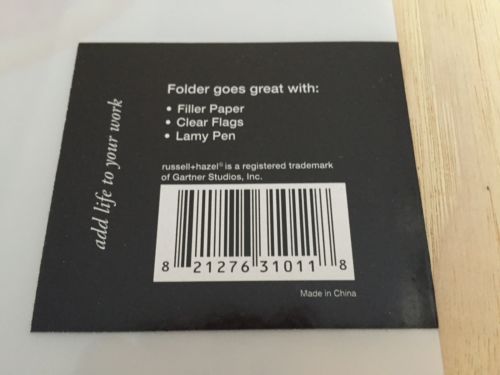 add life to your work
Folder goes great with:
• Filler Paper
• Clear Flags
• Lamy Pen
russell+hazel® is a registered trademark
of Gartner Studios, Inc.
8 21276 31011 8
Made in China